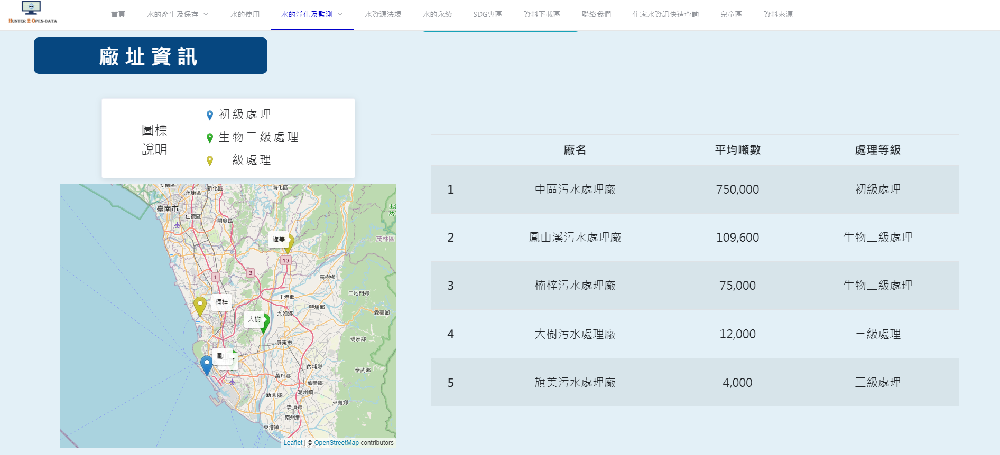 HUNTER 2 OPEN-DATA
首頁
水的產生及保存
水的使用
水的淨化及監測
水資源法規
水的永續
SDG專區
資料下載區
聯絡我們
住家水資訊快速查詢
兒童區
資料來源
廠址資訊
圖標
說明
初級處理
生物二級處理
三級處理
安南區
新化區
南化區
永康區
臺南市
仁德區
關廟區
茂林區
旗美
10
3
1
高樹鄉
三地門鄉
里港鄉
鹽埔鄉
楠梓
九如鄉
霧臺鄉
大樹
瑪家鄉
屏東市
鳳山
區
內埔鄉
泰武鄉
萬丹鄉
萬巒鄉
新園鄉
潮州鎮
來義鄉
崁頂鄉
南州鄉
東港鎮
Leaflet | © OpenStreetMap contributors
廠名 平均噸數 處理等級
1 中區污水處理廠 750,000 初級處理
2 鳳山溪污水處理廠 109,600 生物二級處理
3 楠梓污水處理廠 75,000 生物二級處理
4 大樹污水處理廠 12,000 三級處理
5 旗美污水處理廠 4,000 三級處理